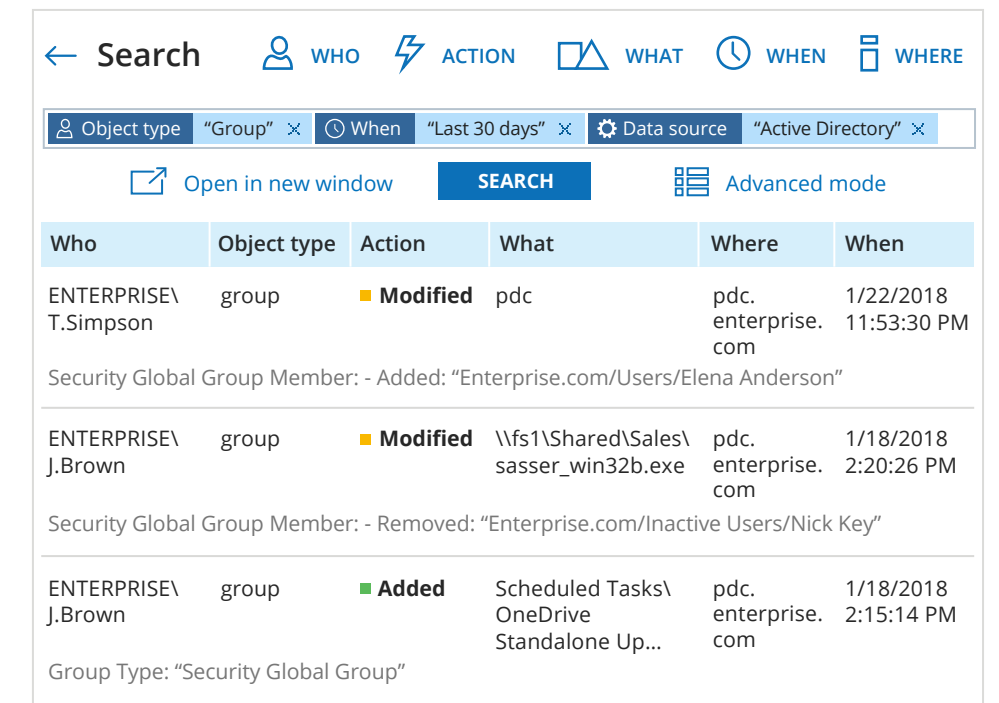 ← Search WHO ACTION WHAT WHEN WHERE
Object type “Group” × When “Last 30 days” × Data source “Active Directory” ×
Open in new window SEARCH Advanced mode
Who Object type Action What Where When
ENTERPRISE\ group Modified pdc pdc. 1/22/2018
T.Simpson enterprise. 11:53:30 PM
com
Security Global Group Member: - Added: “Enterprise.com/Users/Elena Anderson”
ENTERPRISE\ group Modified \\fs1\Shared\Sales\ pdc. 1/18/2018
J.Brown sasser_win32b.exe enterprise. 2:20:26 PM
com
Security Global Group Member: - Removed: “Enterprise.com/Inactive Users/Nick Key”
ENTERPRISE\ group Added Scheduled Tasks\ pdc. 1/18/2018
J.Brown OneDrive enterprise. 2:15:14 PM
Standalone Up... com
Group Type: “Security Global Group”